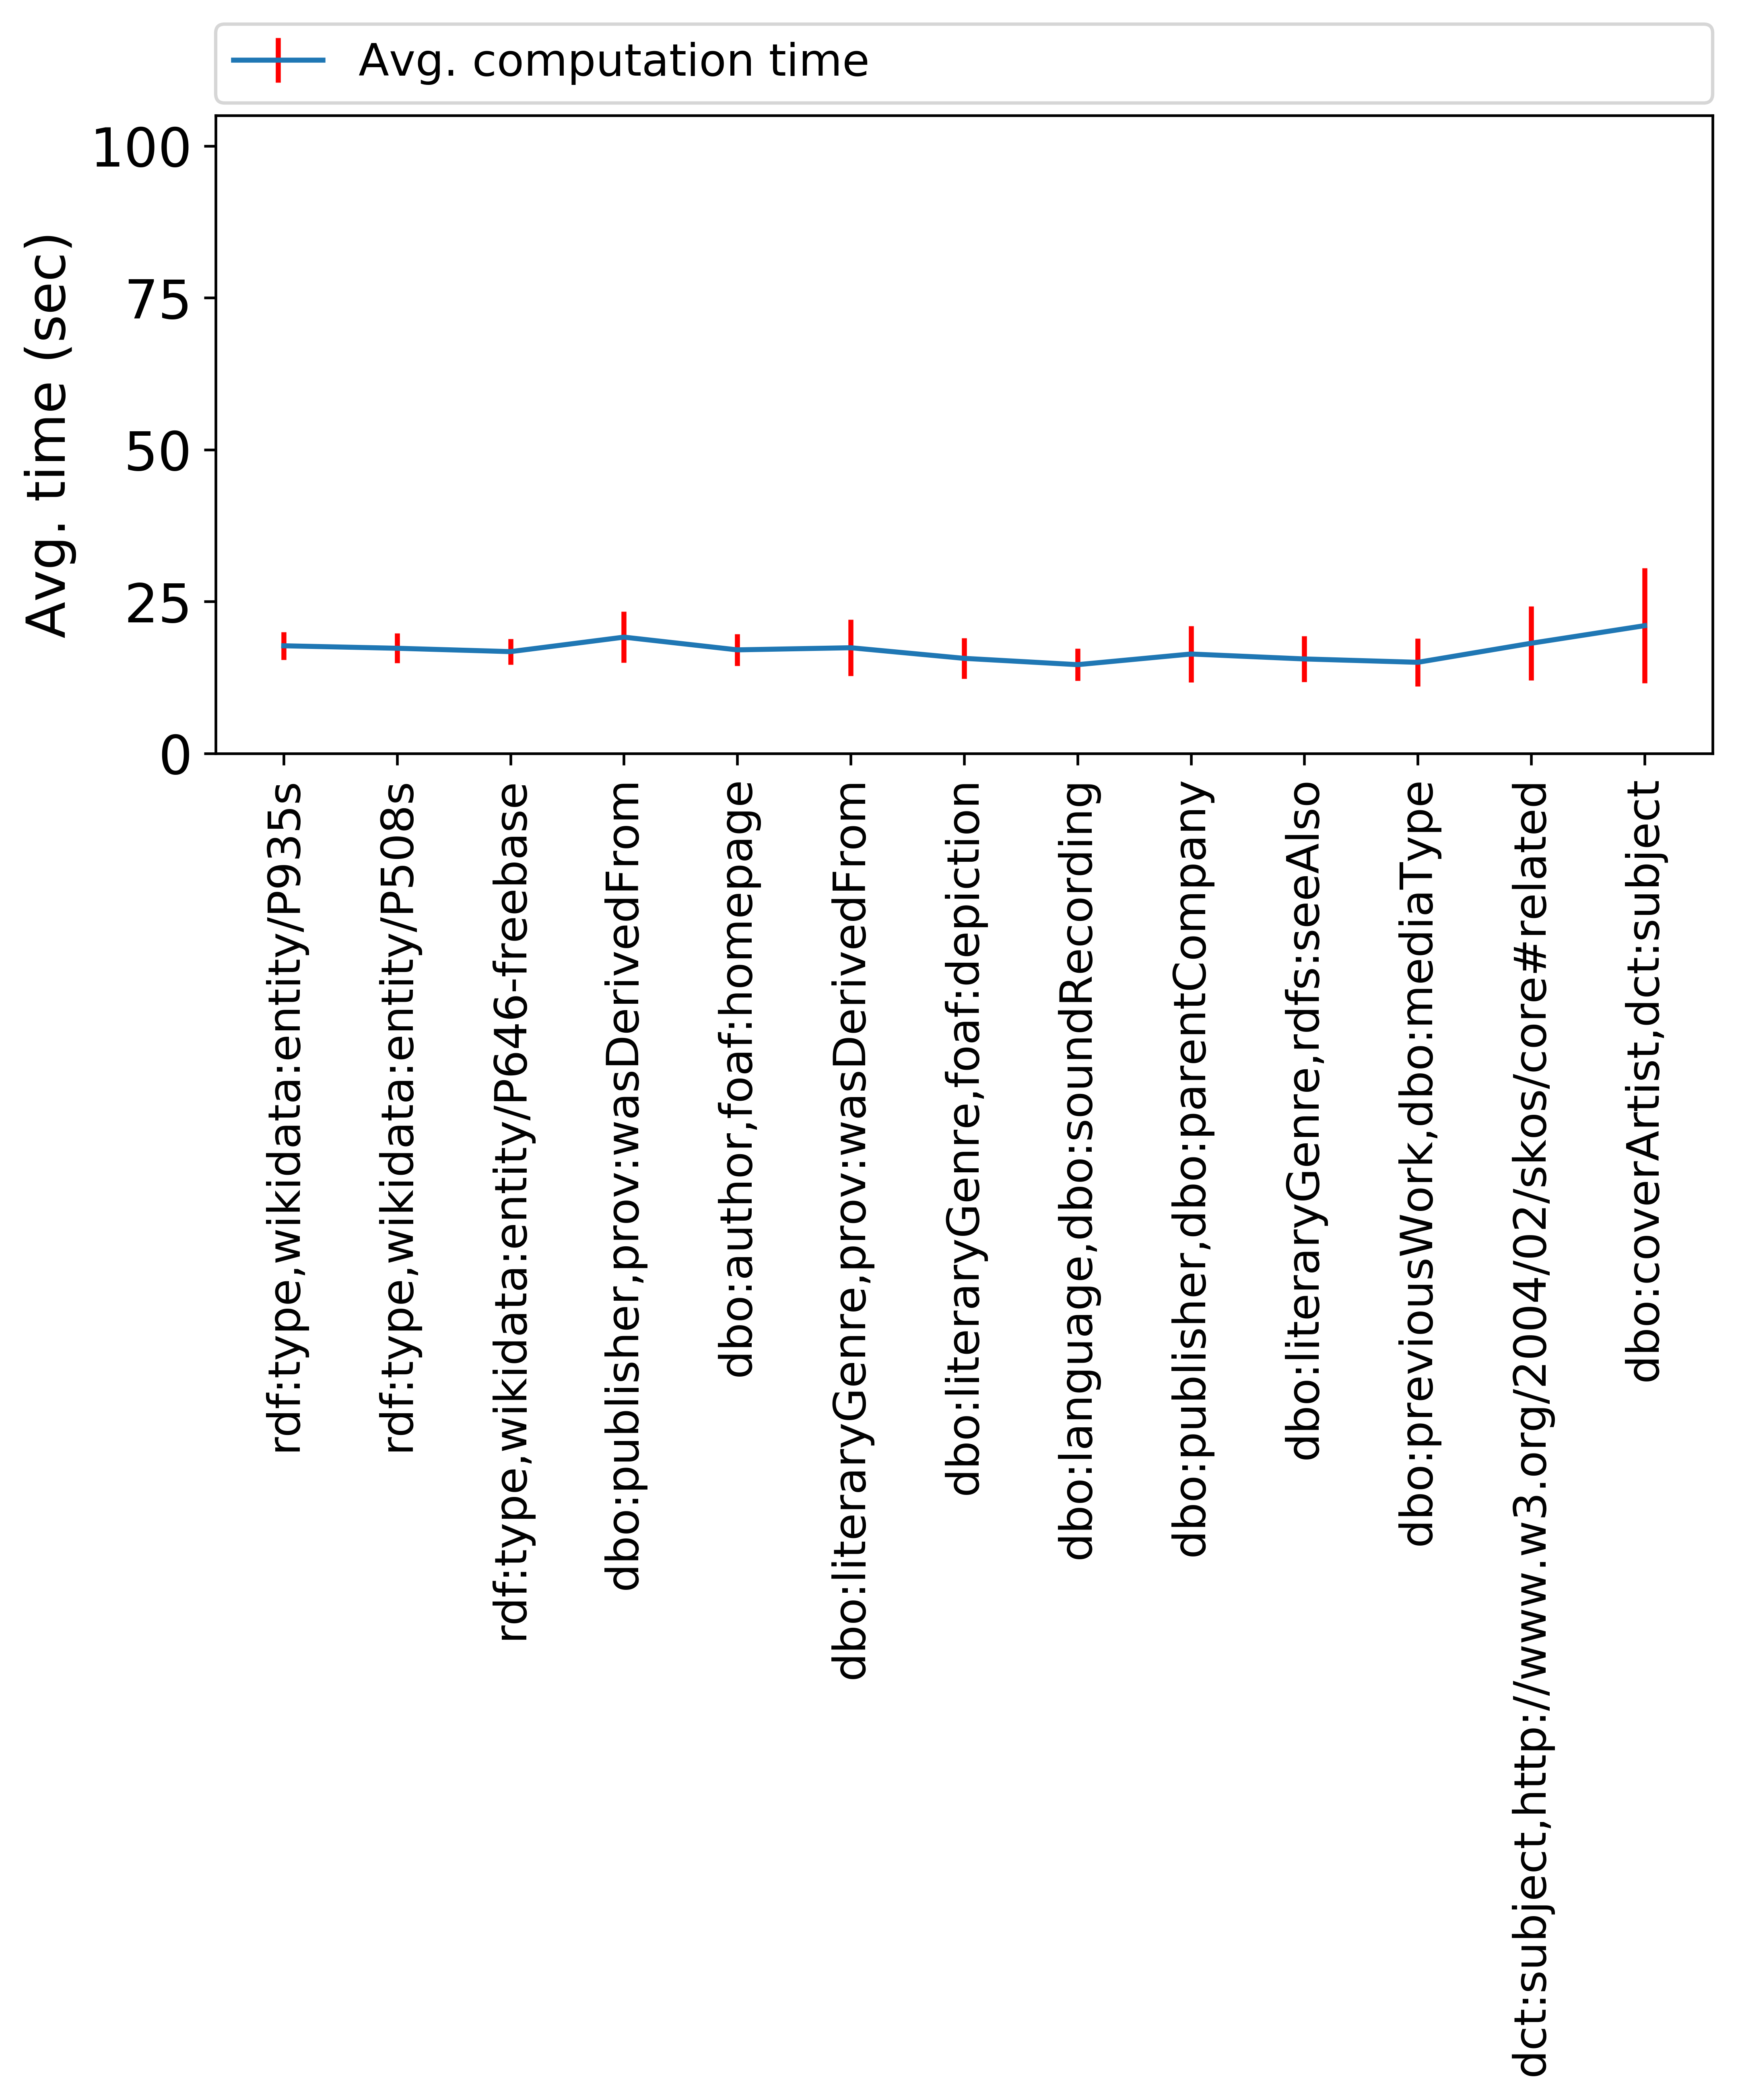 Avg. computation time
Avg. time (sec)
100
75
50
25
0
rdf:type,wikidata:entity/P935s
rdf:type,wikidata:entity/P508s
rdf:type,wikidata:entity/P646-freebase
dbo:publisher,prov:wasDerivedFrom
dbo:author,foaf:homepage
dbo:literaryGenre,prov:wasDerivedFrom
dbo:literaryGenre,foaf:depiction
dbo:language,dbo:soundRecording
dbo:publisher,dbo:parentCompany
dbo:literaryGenre,rdfs:seeAlso
dbo:previousWork,dbo:mediaType
dct:subject,http://www.w3.org/2004/02/skos/core#related
dbo:coverArtist,dct:subject